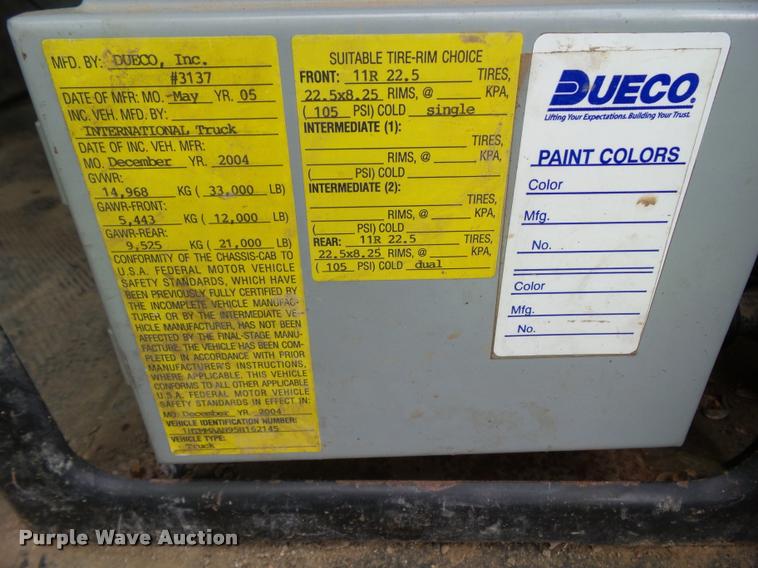 MFD. BY: DUECO, Inc.
#3137
DATE OF MFR: MO. May YR. 05
INC. VEH. MFD. BY:
INTERNATIONAL Truck
DATE OF INC. VEH. MFR:
MO. December YR. 2004
GVWR:
14,968 KG ( 33,000 LB)
GAWR-FRONT:
5,443 KG ( 12,000 LB)
GAWR-REAR:
9,525 KG ( 21,000 LB)
CONFORMITY OF THE CHASSIS-CAB TO
U.S.A. FEDERAL MOTOR VEHICLE
SAFETY STANDARDS, WHICH HAVE
BEEN PREVIOUSLY FULLY CERTIFIED BY
THE INCOMPLETE VEHICLE MANUFAC-
TURER OR BY THE INTERMEDIATE VE-
HICLE MANUFACTURER, HAS NOT BEEN
AFFECTED BY THE FINAL-STAGE MANU-
FACTURE. THE VEHICLE HAS BEEN COM-
PLETED IN ACCORDANCE WITH PRIOR
MANUFACTURER'S INSTRUCTIONS,
WHERE APPLICABLE. THIS VEHICLE
CONFORMS TO ALL OTHER APPLICABLE
U.S.A. FEDERAL MOTOR VEHICLE
SAFETY STANDARDS IN EFFECT IN:
MO. December YR. 2004
VEHICLE IDENTIFICATION NUMBER:
VEHICLE TYPE:
Truck
SUITABLE TIRE-RIM CHOICE
FRONT: 11R 22.5 TIRES,
22.5x8.25 RIMS, @ KPA,
( 105 PSI) COLD single
INTERMEDIATE (1):
TIRES,
RIMS, @ KPA,
( PSI) COLD
INTERMEDIATE (2):
TIRES,
RIMS, @ KPA,
( PSI) COLD
REAR: 11R 22.5 TIRES,
22.5x8.25 RIMS, @ KPA,
( 105 PSI) COLD dual
DUECO
Lifting Your Expectations. Building Your Trust.
PAINT COLORS
Color
Mfg.
No.
Color
Mfg.
No.
Purple Wave Auction